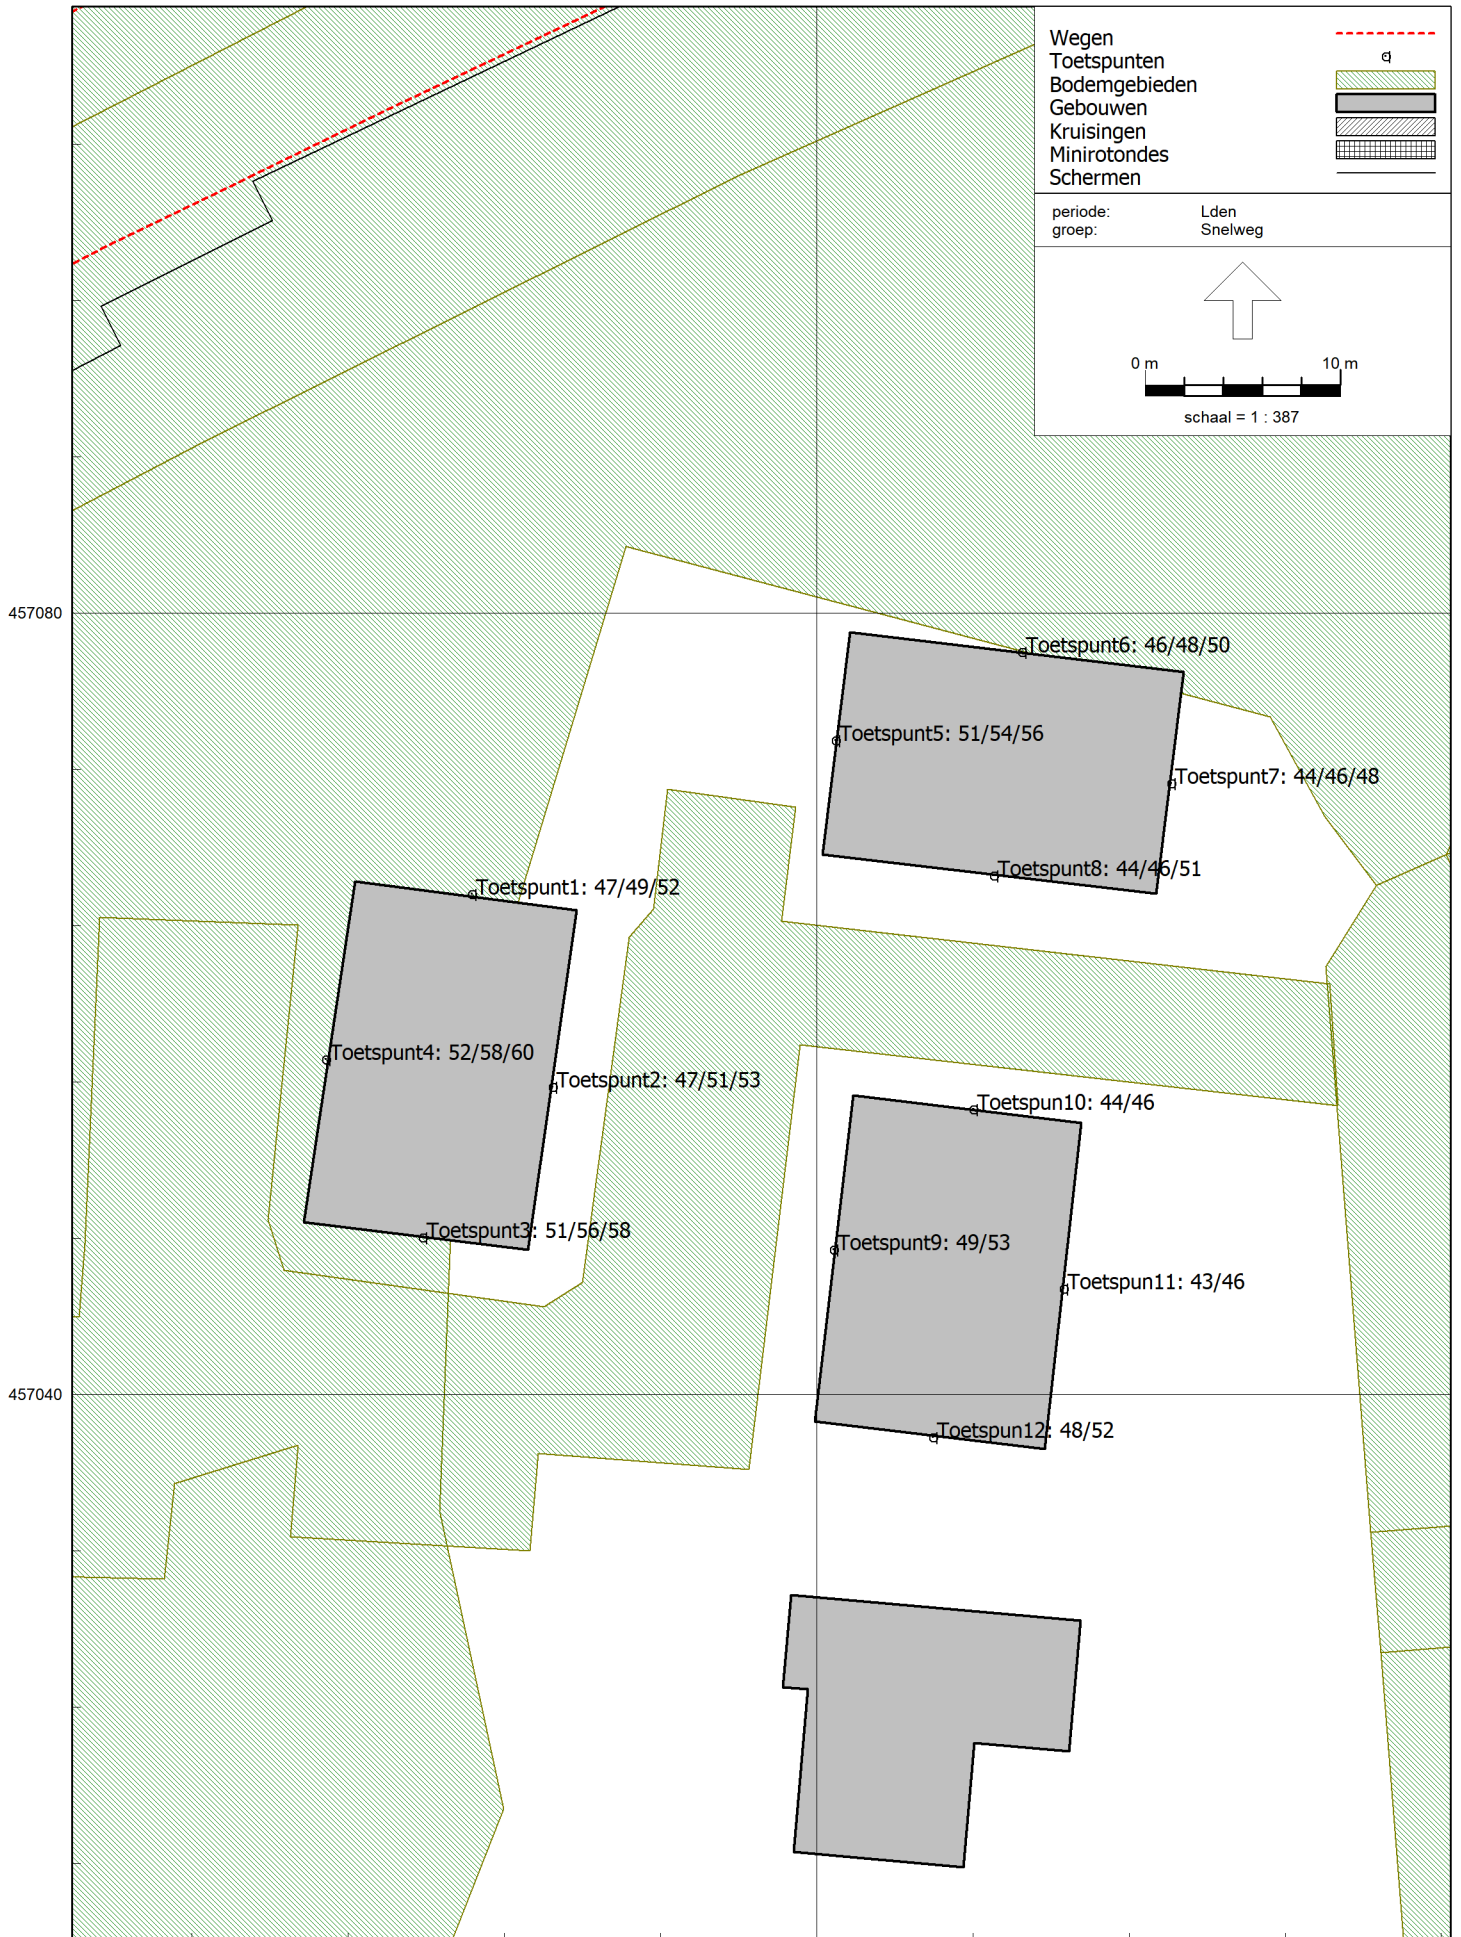 Wegen
Toetspunten
Bodemgebieden
Gebouwen
Kruisingen
Minirotondes
Schermen
periode: Lden
groep: Snelweg
0 m 10 m
schaal = 1 : 387
457080
Toetspunt6: 46/48/50
Toetspunt5: 51/54/56
Toetspunt7: 44/46/48
Toetspunt8: 44/46/51
Toetspunt1: 47/49/52
Toetspunt4: 52/58/60
Toetspunt2: 47/51/53
Toetspun10: 44/46
Toetspunt3: 51/56/58
Toetspunt9: 49/53
Toetspun11: 43/46
457040
Toetspun12: 48/52